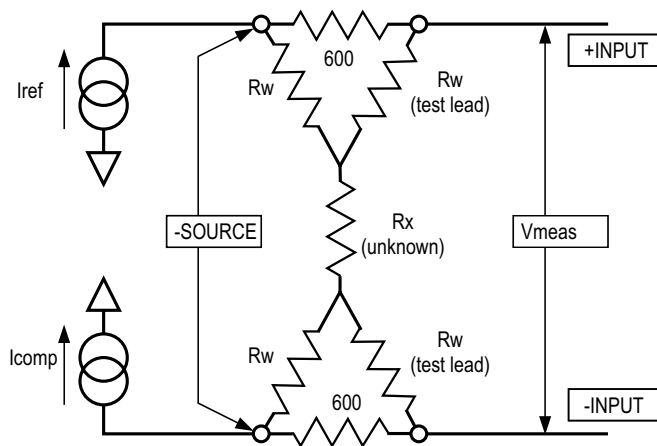 +INPUT
600
Rw
Rw
(test lead)
Iref
-SOURCE
Rx
(unknown)
Vmeas
Icomp
Rw
Rw
(test lead)
600
-INPUT